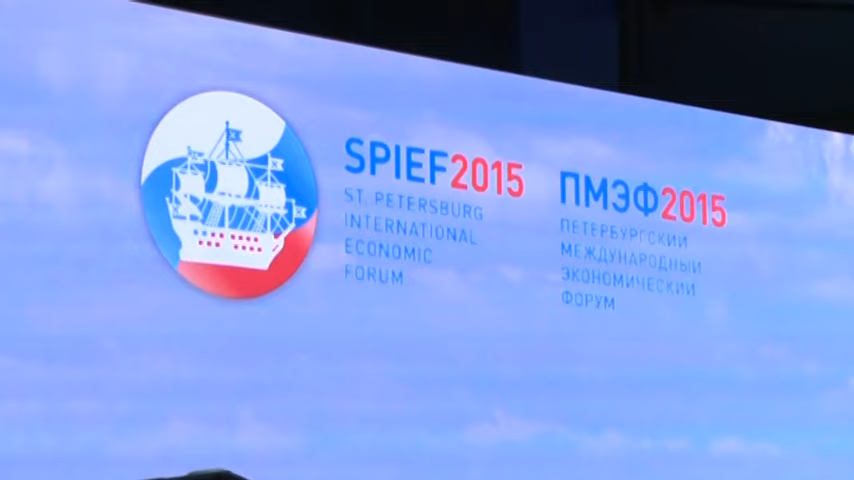 SPIEF2015
ST. PETERSBURG
INTERNATIONAL
ECONOMIC
FORUM
ПМЭФ2015
ПЕТЕРБУРГСКИЙ
МЕЖДУНАРОДНЫЙ
ЭКОНОМИЧЕСКИЙ
ФОРУМ